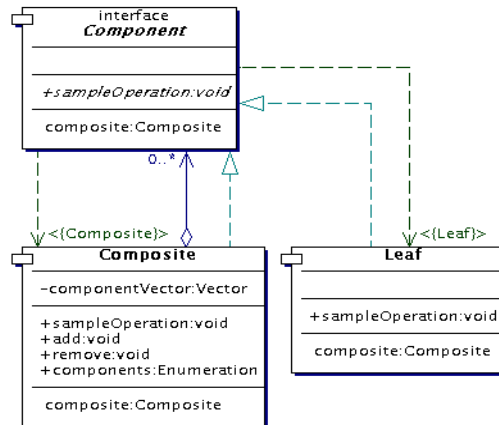 interface
Component
+sampleOperation:void
composite:Composite
0..*
<{Composite}>
<{Leaf}>
Composite
-componentVector:Vector
+sampleOperation:void
+add:void
+remove:void
+components:Enumeration
composite:Composite
Leaf
+sampleOperation:void
composite:Composite